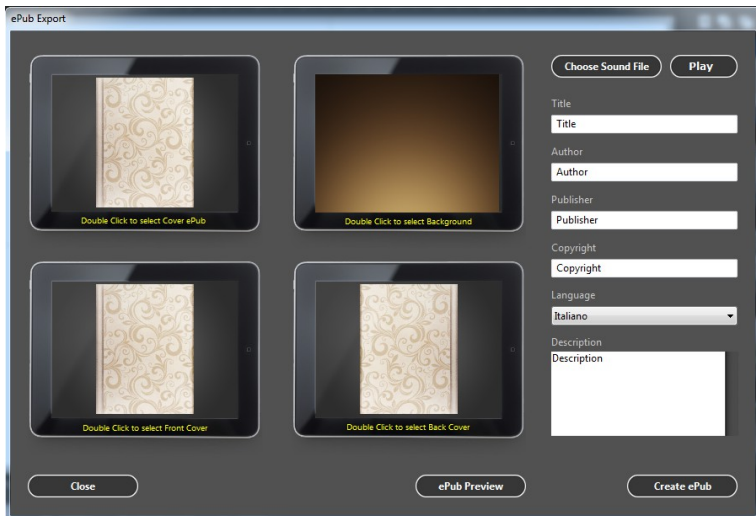 ePub Export
Double Click to select Cover ePub
Double Click to select Background
Double Click to select Front Cover
Double Click to select Back Cover
Choose Sound File
Play
Title
Title
Author
Author
Publisher
Publisher
Copyright
Copyright
Language
Italiano
Description
Description
Close
ePub Preview
Create ePub